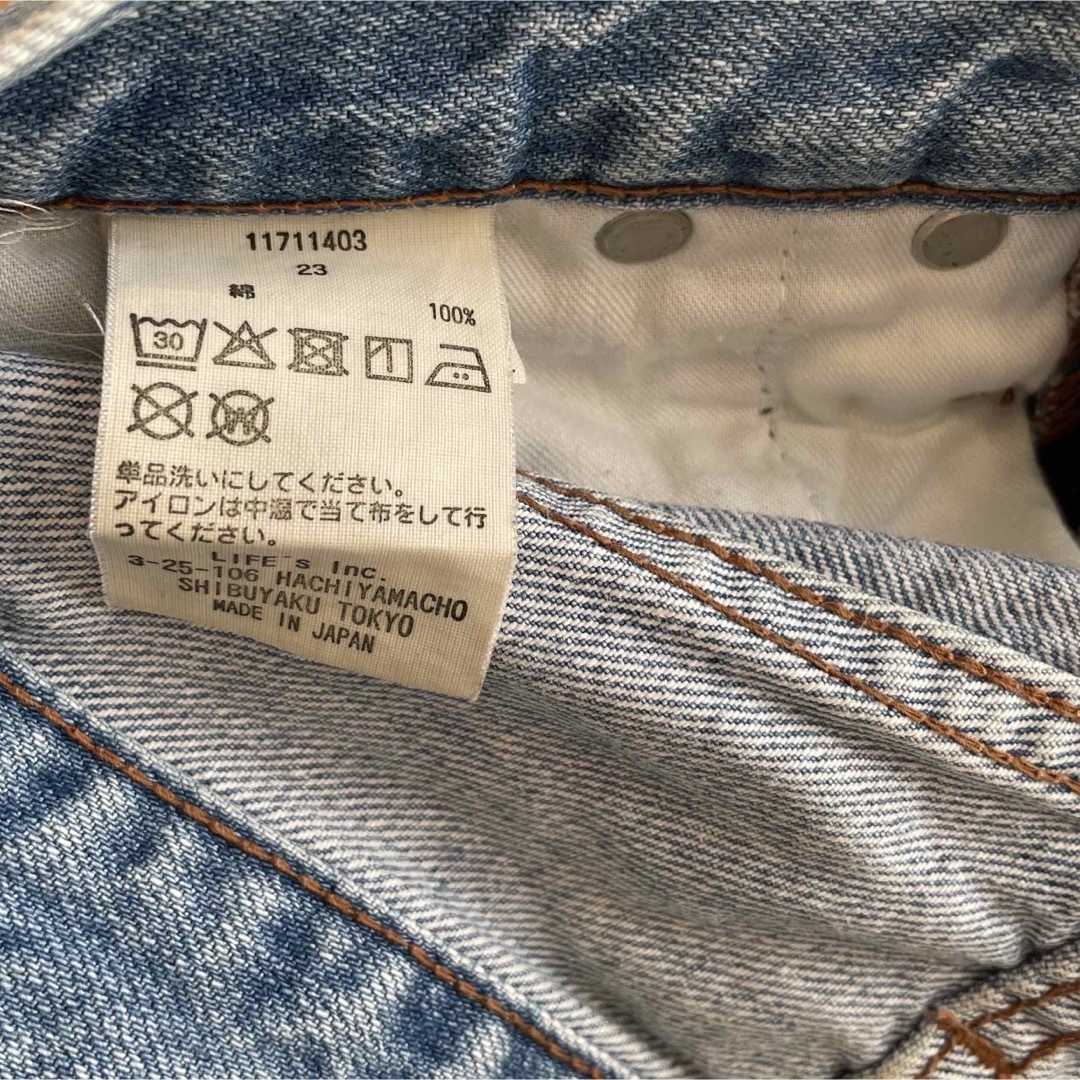 11711403
23
綿
100%
30
W
単品洗いにしてください。
アイロンは中温で当て布をして行
ってください。
LIFE's Inc.
3-25-106 HACHIYAMACHO
SHIBUYAKU TOKYO
MADE IN JAPAN